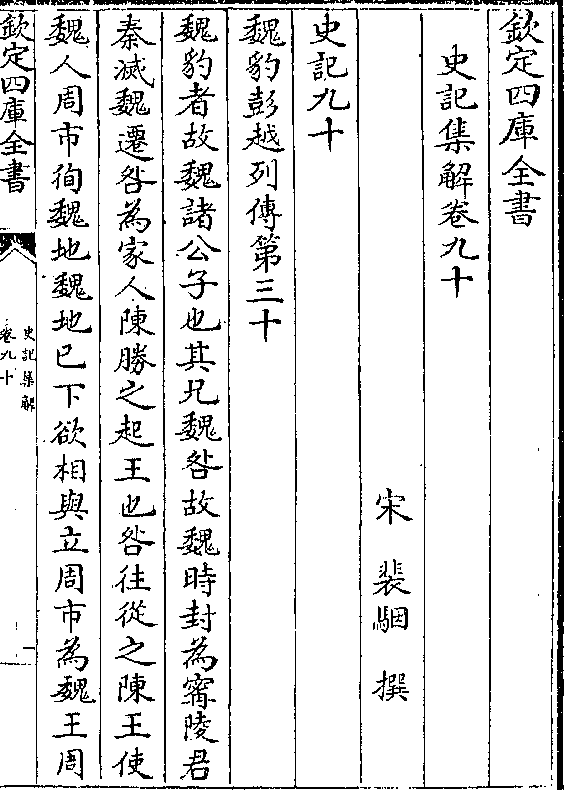 欽定四庫全書
史記集解卷九十
宋　裴駰　撰
史記九十
魏豹彭越列傳第三十
魏豹者故魏諸公子也其兄魏咎故魏時封為寗陵君
秦滅魏遷咎為家人陳勝之起王也咎往從之陳王使
魏人周市徇魏地魏地已下欲相與立周市為魏王周
欽定四庫全書
史記集解
卷九十
一